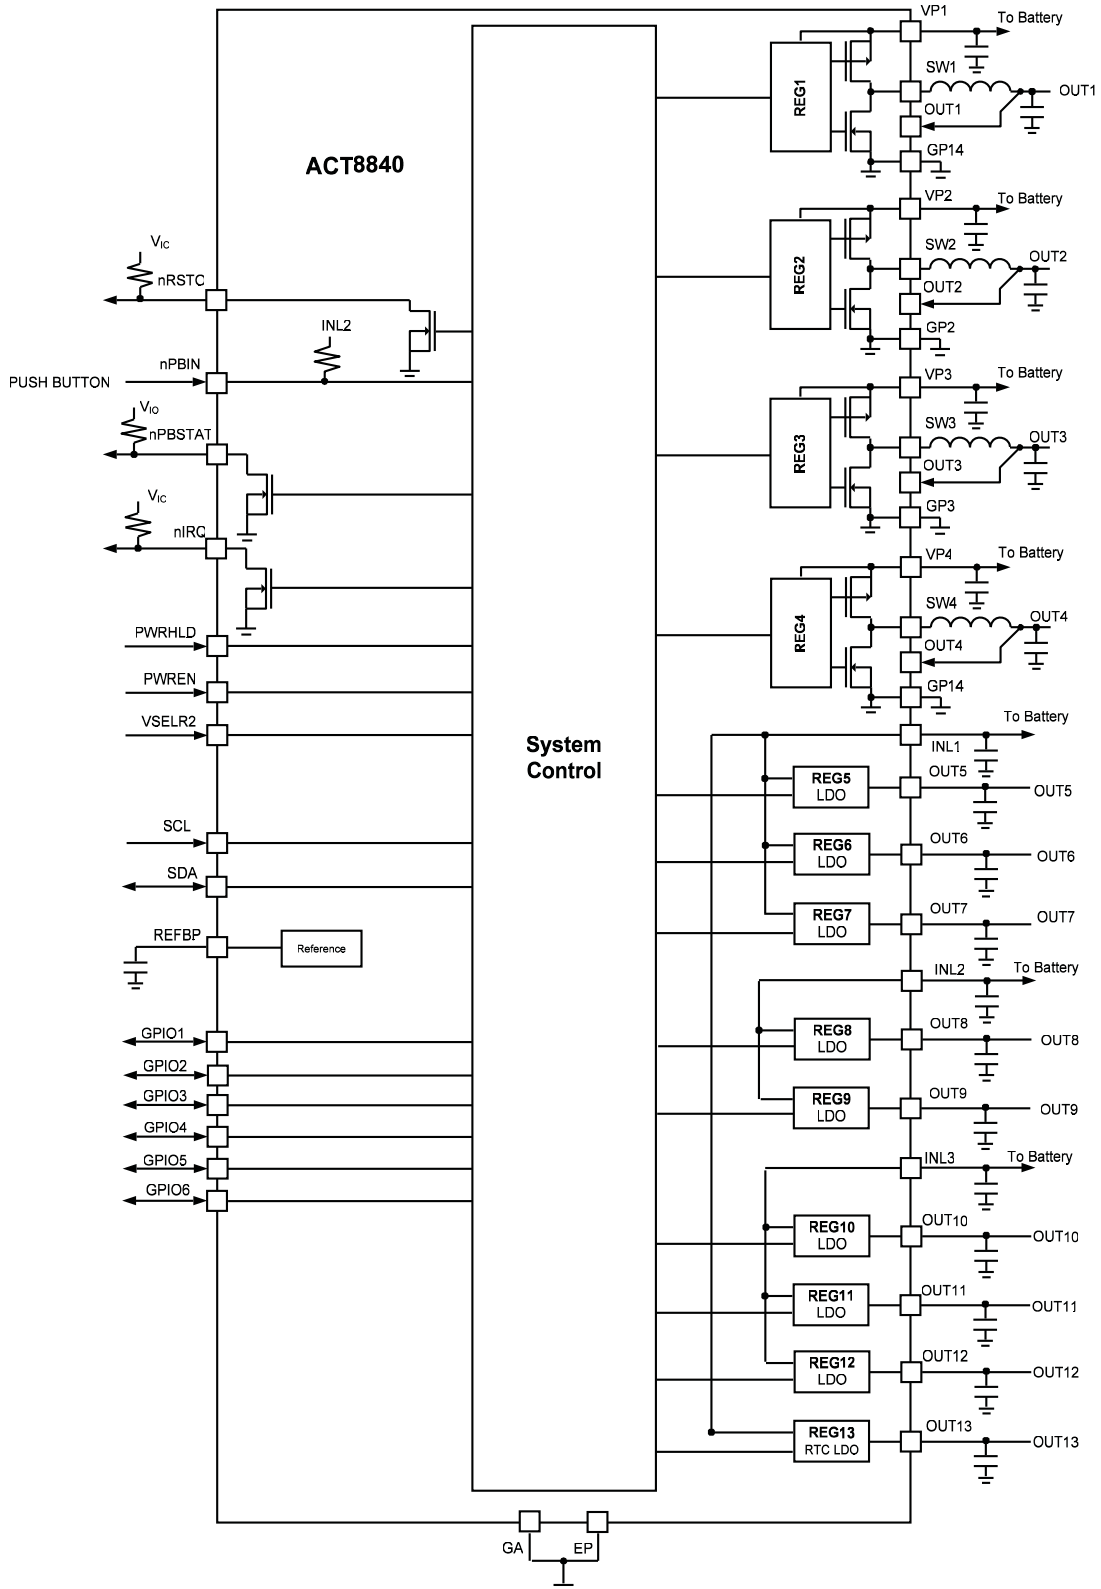 ACT8840
VIC
nRSTO
INL2
nPBIN
PUSH BUTTON
VIO
nPBSTAT
VIC
nIRQ
PWRHLD
PWREN
VSELR2
SCL
SDA
REFBP
Reference
GPIO1
GPIO2
GPIO3
GPIO4
GPIO5
GPIO6
System
Control
VP1
To Battery
REG1
SW1
OUT1
OUT1
GP14
VP2
To Battery
REG2
SW2
OUT2
OUT2
GP2
VP3
To Battery
REG3
SW3
OUT3
OUT3
GP3
VP4
To Battery
REG4
SW4
OUT4
OUT4
GP14
To Battery
INL1
REG5
LDO
OUT5
OUT5
REG6
LDO
OUT6
OUT6
REG7
LDO
OUT7
OUT7
INL2
To Battery
REG8
LDO
OUT8
OUT8
REG9
LDO
OUT9
OUT9
INL3
To Battery
REG10
LDO
OUT10
OUT10
REG11
LDO
OUT11
OUT11
REG12
LDO
OUT12
OUT12
REG13
RTC LDO
OUT13
OUT13
GA
EP